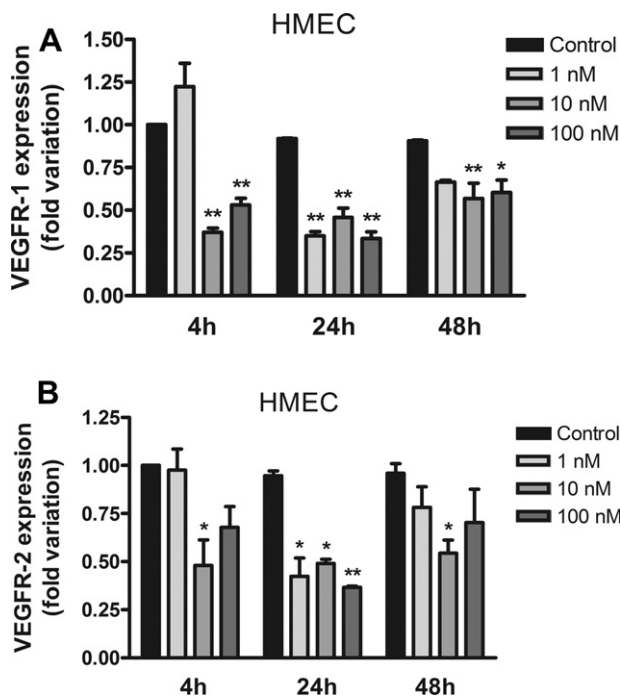 A
HMEC
VEGFR-1 expression
(fold variation)
1.50
1.25
1.00
0.75
0.50
0.25
0.00
** ** ** ** ** ** *
4h 24h 48h
Control
1 nM
10 nM
100 nM
B
HMEC
VEGFR-2 expression
(fold variation)
1.25
1.00
0.75
0.50
0.25
0.00
* * * ** *
4h 24h 48h
Control
1 nM
10 nM
100 nM